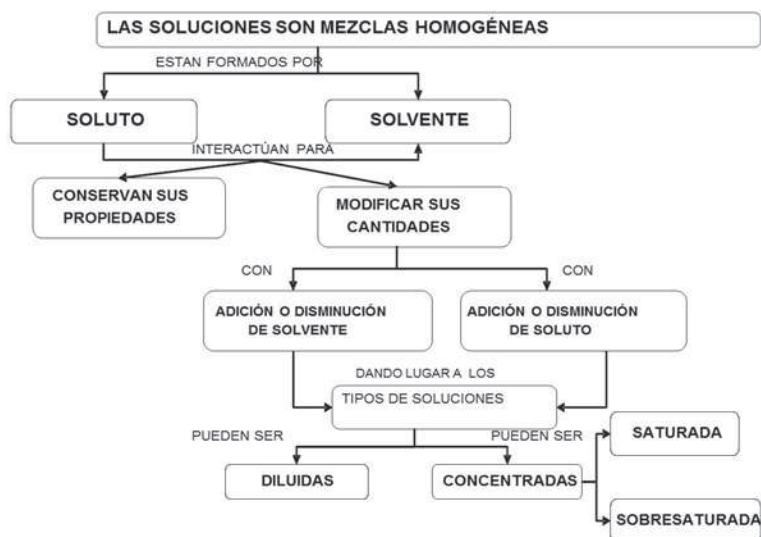 LAS SOLUCIONES SON MEZCLAS HOMOGÉNEAS
ESTAN FORMADOS POR
SOLUTO
SOLVENTE
INTERACTÚAN PARA
CONSERVAN SUS
PROPIEDADES
MODIFICAR SUS
CANTIDADES
CON
CON
ADICIÓN O DISMINUCIÓN
DE SOLVENTE
ADICIÓN O DISMINUCIÓN
DE SOLUTO
DANDO LUGAR A LOS
TIPOS DE SOLUCIONES
PUEDEN SER
PUEDEN SER
SATURADA
DILUIDAS
CONCENTRADAS
SOBRESATURADA